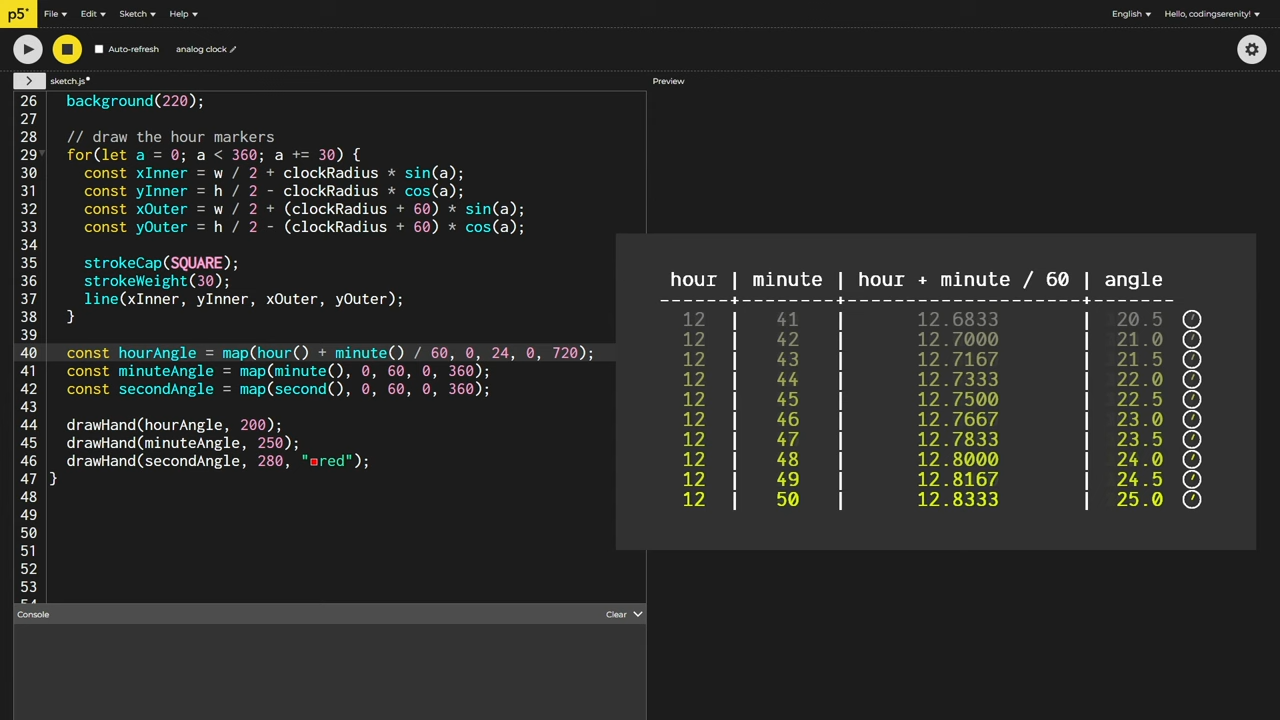 p5* File Edit Sketch Help English Hello, codingserenity!
Auto-refresh analog clock
sketch.js Preview
26 background(220);
27
28 // draw the hour markers
29 for(let a = 0; a < 360; a += 30) {
30 const xInner = w / 2 + clockRadius * sin(a);
31 const yInner = h / 2 - clockRadius * cos(a);
32 const xOuter = w / 2 + (clockRadius + 60) * sin(a);
33 const yOuter = h / 2 - (clockRadius + 60) * cos(a);
34
35 strokeCap(SQUARE);
36 strokeWeight(30);
37 line(xInner, yInner, xOuter, yOuter);
38 }
39
40 const hourAngle = map(hour() + minute() / 60, 0, 24, 0, 720);
41 const minuteAngle = map(minute(), 0, 60, 0, 360);
42 const secondAngle = map(second(), 0, 60, 0, 360);
43
44 drawHand(hourAngle, 200);
45 drawHand(minuteAngle, 250);
46 drawHand(secondAngle, 280, "red");
47 }
48
49
50
51
52
53
hour | minute | hour + minute / 60 | angle
------+---------+---------------------+-------
12 | 41 | 12.6833 | 20.5
12 | 42 | 12.7000 | 21.0
12 | 43 | 12.7167 | 21.5
12 | 44 | 12.7333 | 22.0
12 | 45 | 12.7500 | 22.5
12 | 46 | 12.7667 | 23.0
12 | 47 | 12.7833 | 23.5
12 | 48 | 12.8000 | 24.0
12 | 49 | 12.8167 | 24.5
12 | 50 | 12.8333 | 25.0
Console Clear